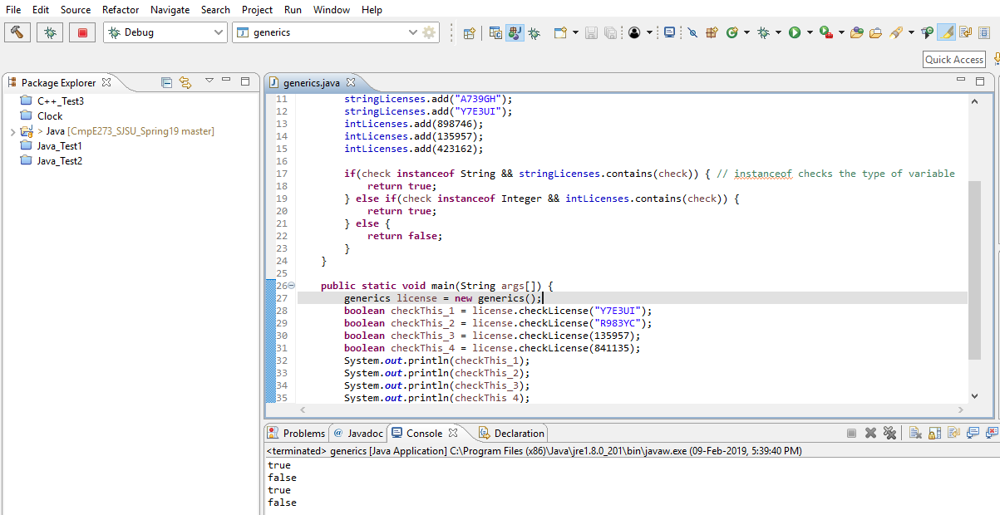 File Edit Source Refactor Navigate Search Project Run Window Help
Debug generics
Quick Access
Package Explorer
C++_Test3
Clock
> Java [CmpE273_SJSU_Spring19 master]
Java_Test1
Java_Test2
generics.java
11 stringLicenses.add("A739GH");
12 stringLicenses.add("Y7E3UI");
13 intLicenses.add(898746);
14 intLicenses.add(135957);
15 intLicenses.add(423162);
16
17 if(check instanceof String && stringLicenses.contains(check)) { // instanceof checks the type of variable
18 return true;
19 } else if(check instanceof Integer && intLicenses.contains(check)) {
20 return true;
21 } else {
22 return false;
23 }
24 }
25
26 public static void main(String args[]) {
27 generics license = new generics();
28 boolean checkThis_1 = license.checkLicense("Y7E3UI");
29 boolean checkThis_2 = license.checkLicense("R983YC");
30 boolean checkThis_3 = license.checkLicense(135957);
31 boolean checkThis_4 = license.checkLicense(841135);
32 System.out.println(checkThis_1);
33 System.out.println(checkThis_2);
34 System.out.println(checkThis_3);
35 System.out.println(checkThis_4);
Problems @ Javadoc Console Declaration
<terminated> generics [Java Application] C:\Program Files (x86)\Java\jre1.8.0_201\bin\javaw.exe (09-Feb-2019, 5:39:40 PM)
true
false
true
false